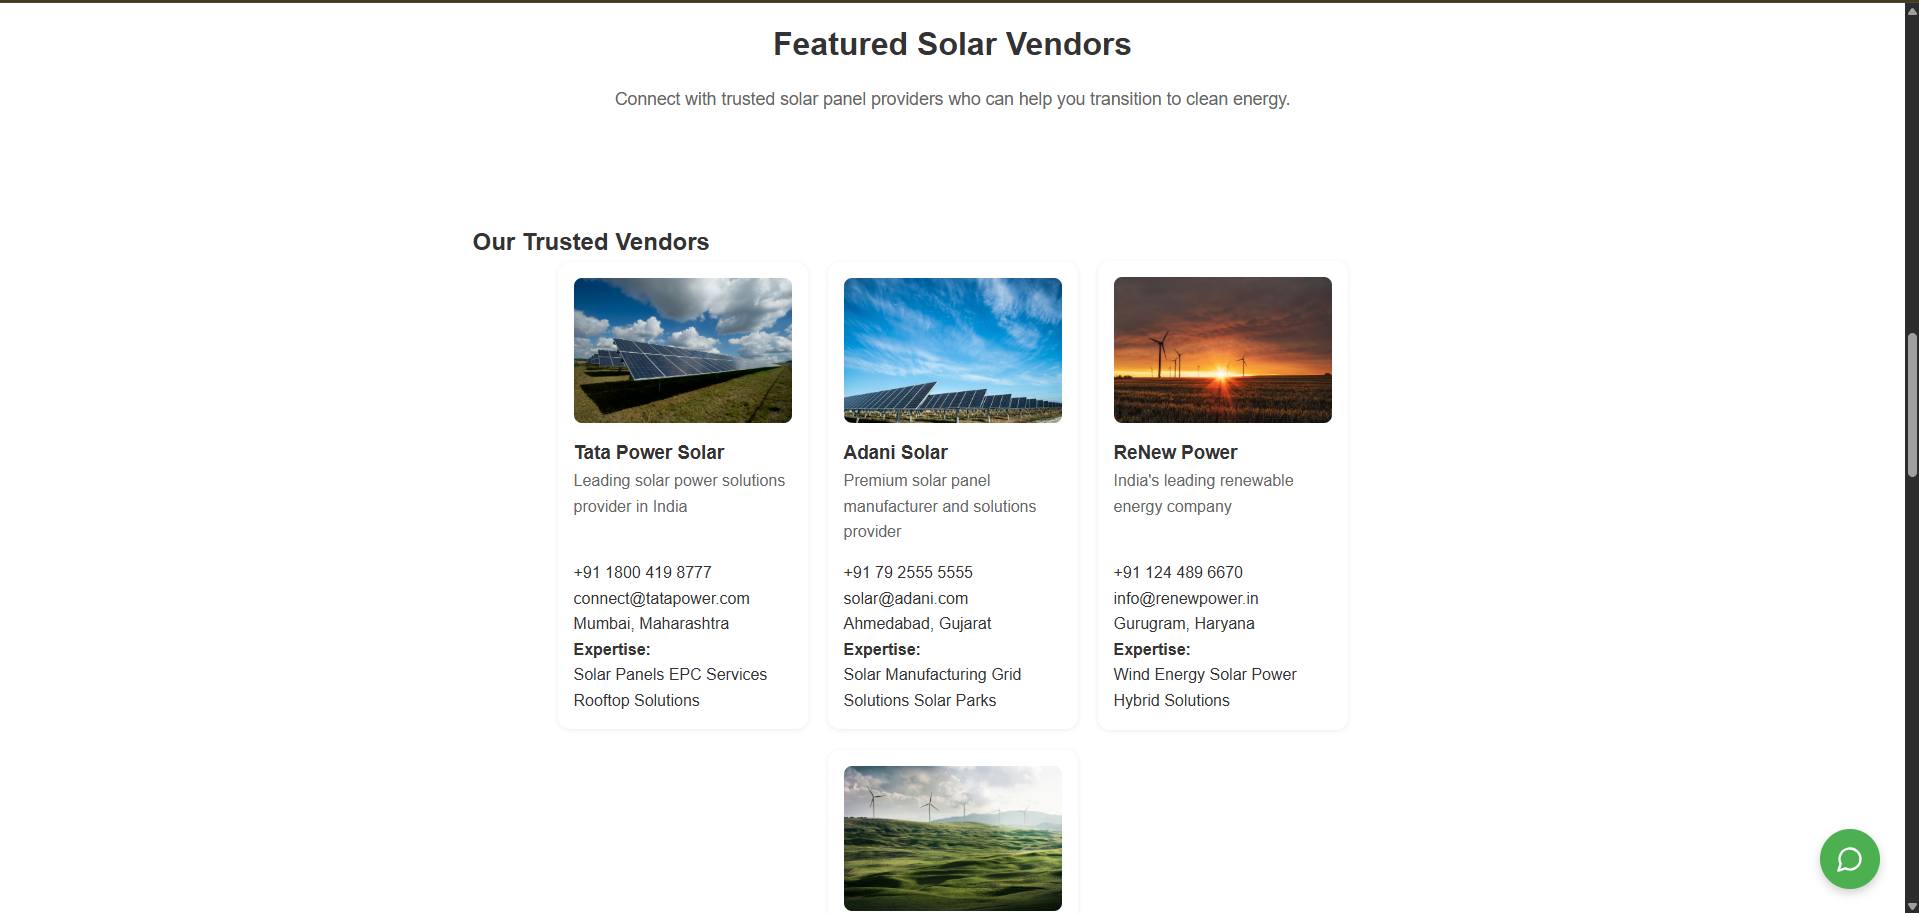 Featured Solar Vendors
Connect with trusted solar panel providers who can help you transition to clean energy.
Our Trusted Vendors
Tata Power Solar
Leading solar power solutions
provider in India
+91 1800 419 8777
connect@tatapower.com
Mumbai, Maharashtra
Expertise:
Solar Panels EPC Services
Rooftop Solutions
Adani Solar
Premium solar panel
manufacturer and solutions
provider
+91 79 2555 5555
solar@adani.com
Ahmedabad, Gujarat
Expertise:
Solar Manufacturing Grid
Solutions Solar Parks
ReNew Power
India's leading renewable
energy company
+91 124 489 6670
info@renewpower.in
Gurugram, Haryana
Expertise:
Wind Energy Solar Power
Hybrid Solutions